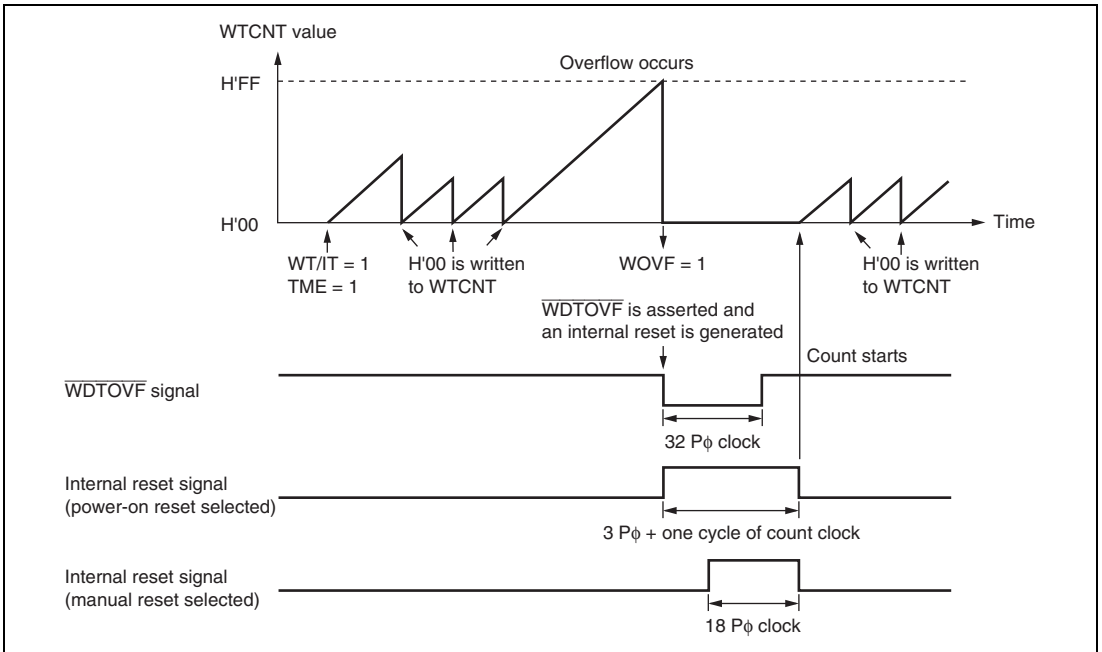 WTCNT value
Overflow occurs
H'FF
H'00
Time
WT/IT = 1
TME = 1
H'00 is written
to WTCNT
WOVF = 1
H'00 is written
to WTCNT
WDTOVF is asserted and
an internal reset is generated
Count starts
WDTOVF signal
32 Pφ clock
Internal reset signal
(power-on reset selected)
3 Pφ + one cycle of count clock
Internal reset signal
(manual reset selected)
18 Pφ clock